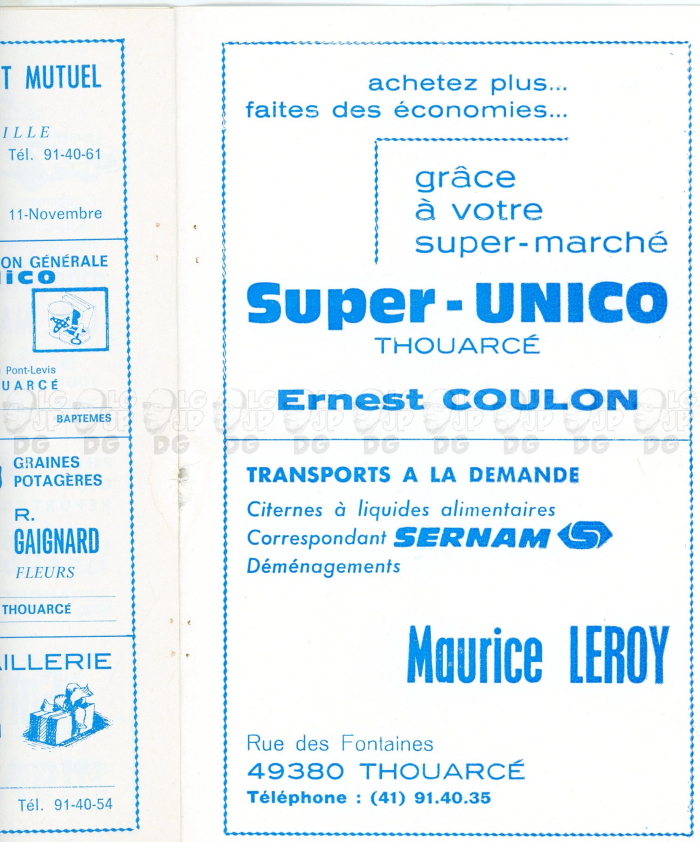 T MUTUEL
ILLE
Tél. 91-40-61
11-Novembre
ON GÉNÉRALE
ico
Pont-Levis
UARCÉ
BAPTEMES
GRAINES
POTAGÈRES
R.
GAIGNARD
FLEURS
THOUARCÉ
AILLERIE
Tél. 91-40-54
achetez plus...
faites des économies...
grâce
à votre
super-marché
Super-UNICO
THOUARCÉ
Ernest COULON
TRANSPORTS A LA DEMANDE
Citernes à liquides alimentaires
Correspondant SERNAM
Déménagements
Maurice LEROY
Rue des Fontaines
49380 THOUARCÉ
Téléphone : (41) 91.40.35